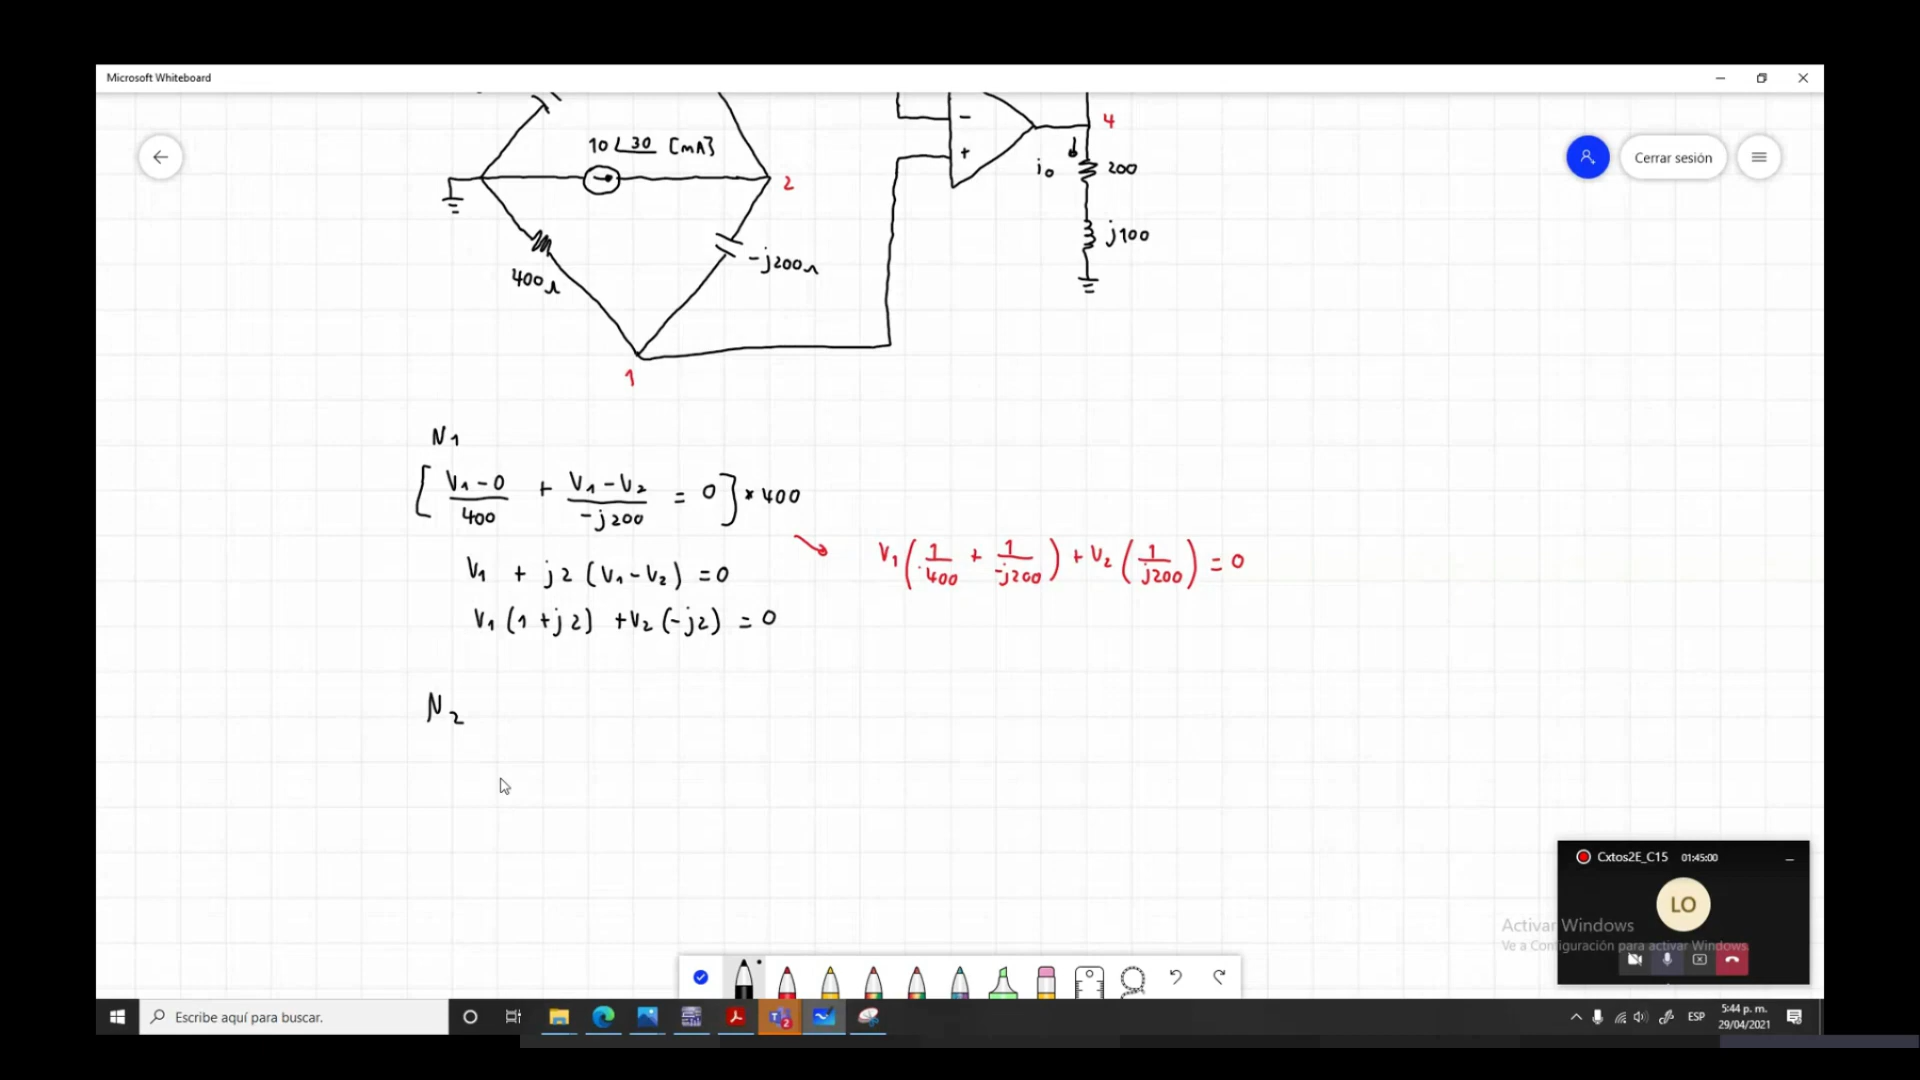 Microsoft Whiteboard
Cerrar sesión
10 ∠30 [mA]
2
-
+
4
i₀
200
j100
-j200Ω
400Ω
1
N1
[ (V1-0)/400 + (V1-V2)/(-j200) = 0 ] * 400
V1 + j2 (V1-V2) = 0
V1 (1+j2) + V2 (-j2) = 0
V1 (1/400 + 1/(-j200)) + V2 (1/(j200)) = 0
N2
Cxtos2E_C15 01:45:00
LO
Activar Windows
Ve a Configuración para activar Windows.
Escribe aquí para buscar.
ESP
5:44 p. m.
29/04/2021